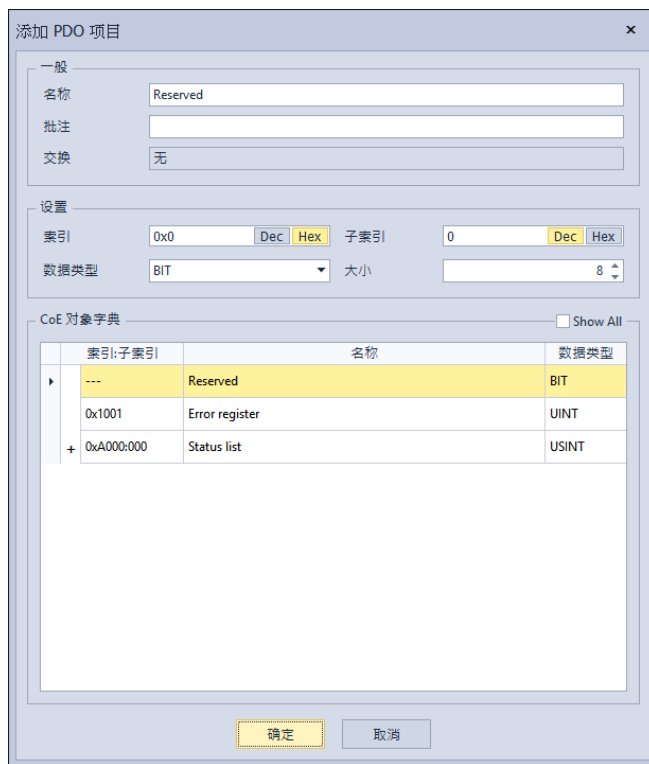 添加 PDO 项目 ×
一般
名称 Reserved
批注
交换 无
设置
索引 0x0 Dec Hex 子索引 0 Dec Hex
数据类型 BIT 大小 8
CoE 对象字典 Show All
索引:子索引 名称 数据类型
--- Reserved BIT
0x1001 Error register UINT
+ 0xA000:000 Status list USINT
确定 取消